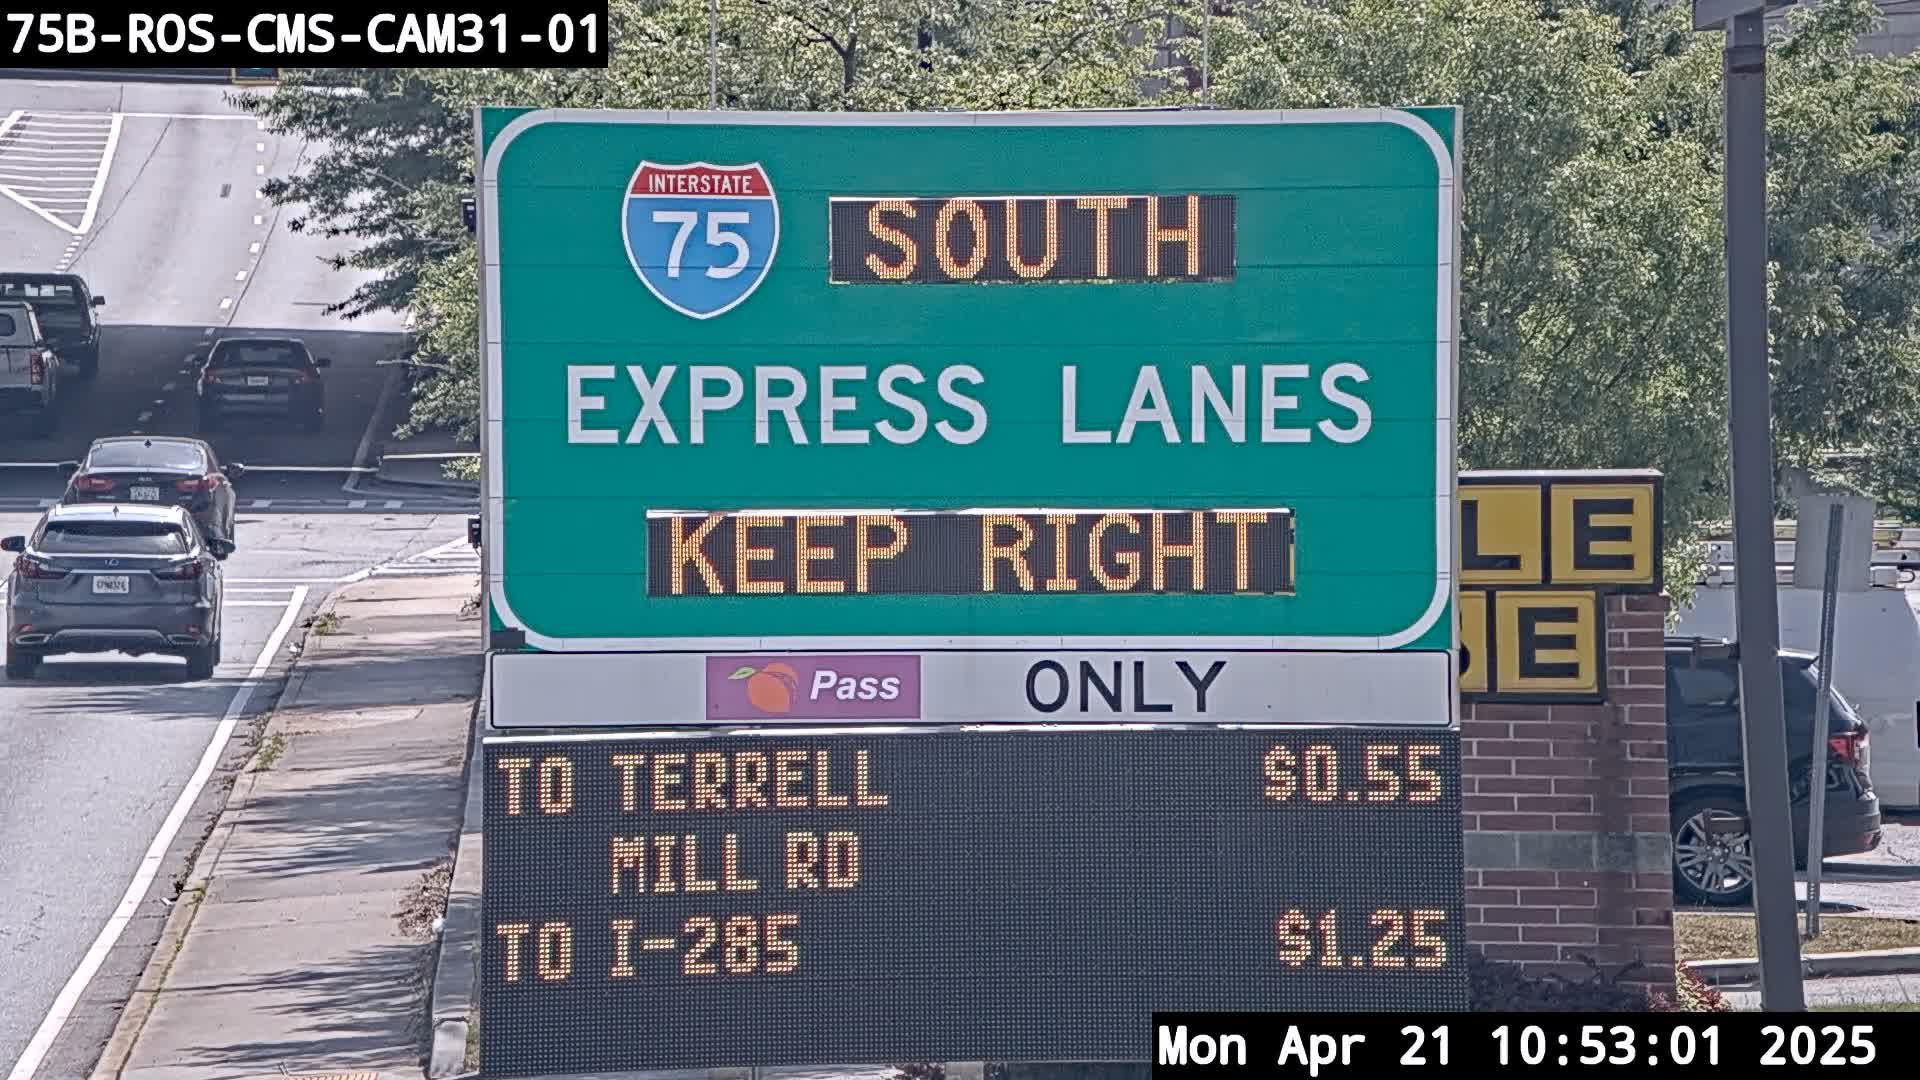 75B-ROS-CMS-CAM31-01
INTERSTATE
75
SOUTH
EXPRESS LANES
KEEP RIGHT
Pass ONLY
TO TERRELL $0.55
MILL RD
TO I-285 $1.25
LE
E
Mon Apr 21 10:53:01 2025